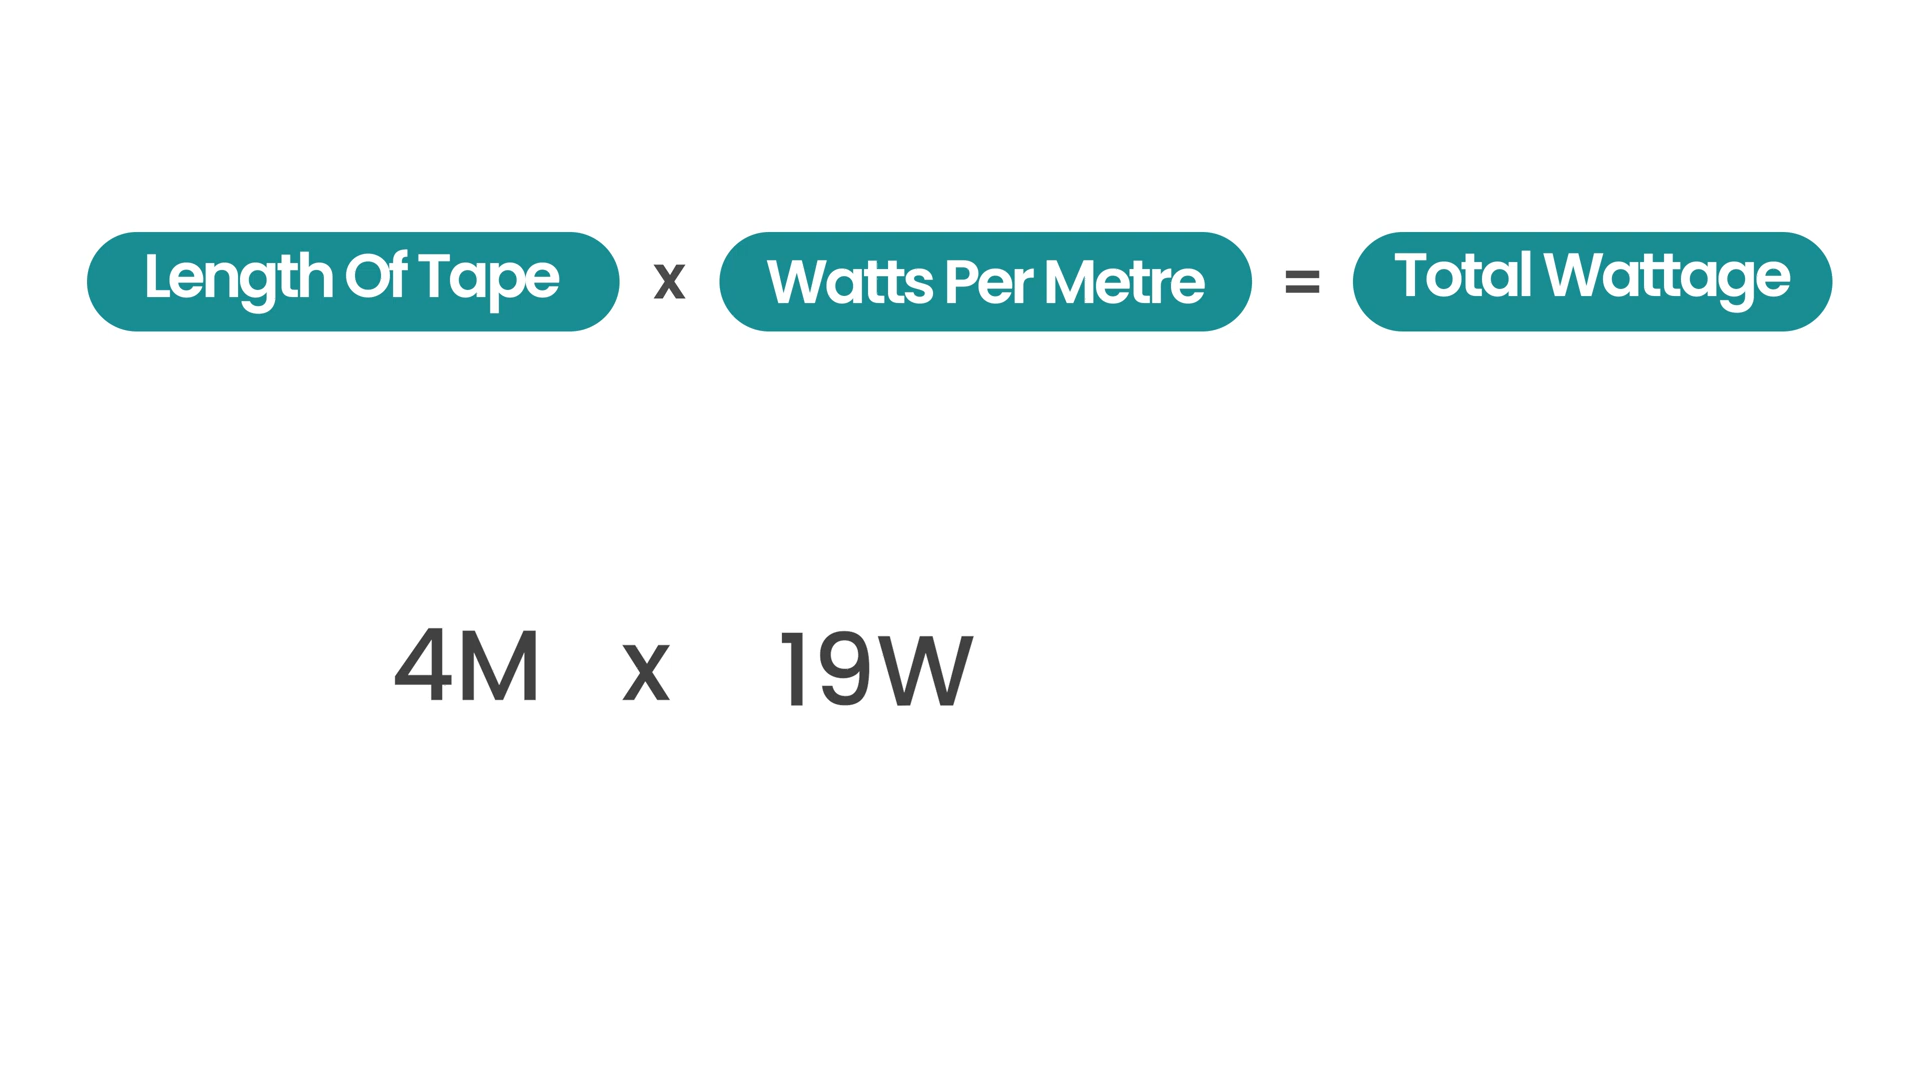 Length Of Tape x Watts Per Metre = Total Wattage
4M x 19W